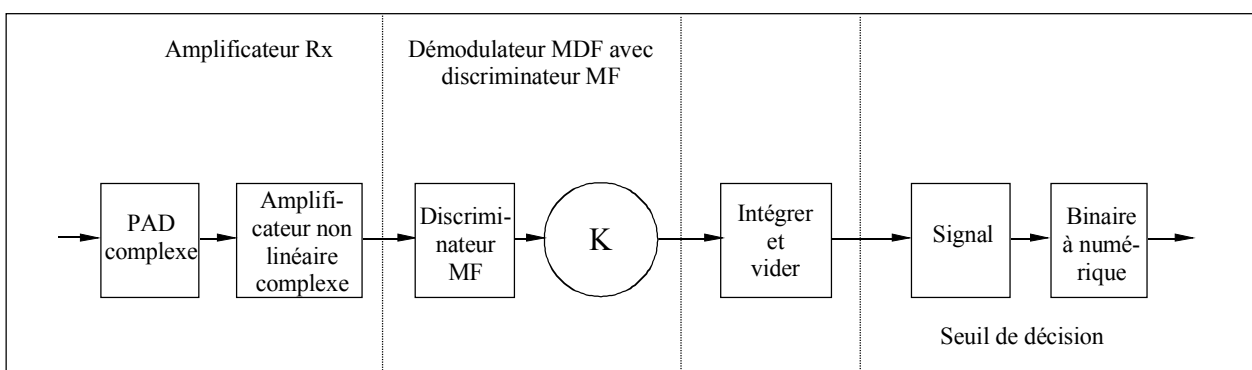 Amplificateur Rx
Démodulateur MDF avec
discriminateur MF
PAD
complexe
Amplifi-
cateur non
linéaire
complexe
Discrimi-
nateur
MF
K
Intégrer
et
vider
Signal
Binaire
à numé-
rique
Seuil de décision